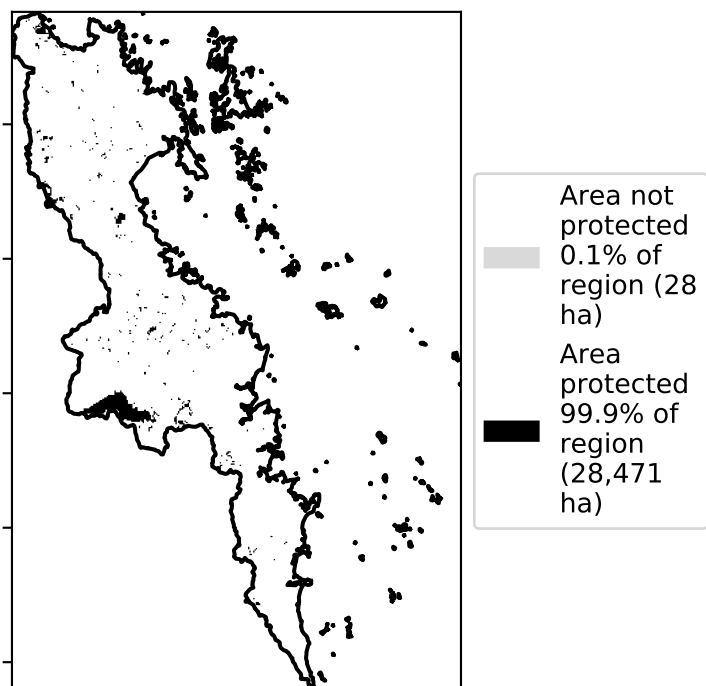 Area not
protected
0.1% of
region (28
ha)
Area
protected
99.9% of
region
(28,471
ha)